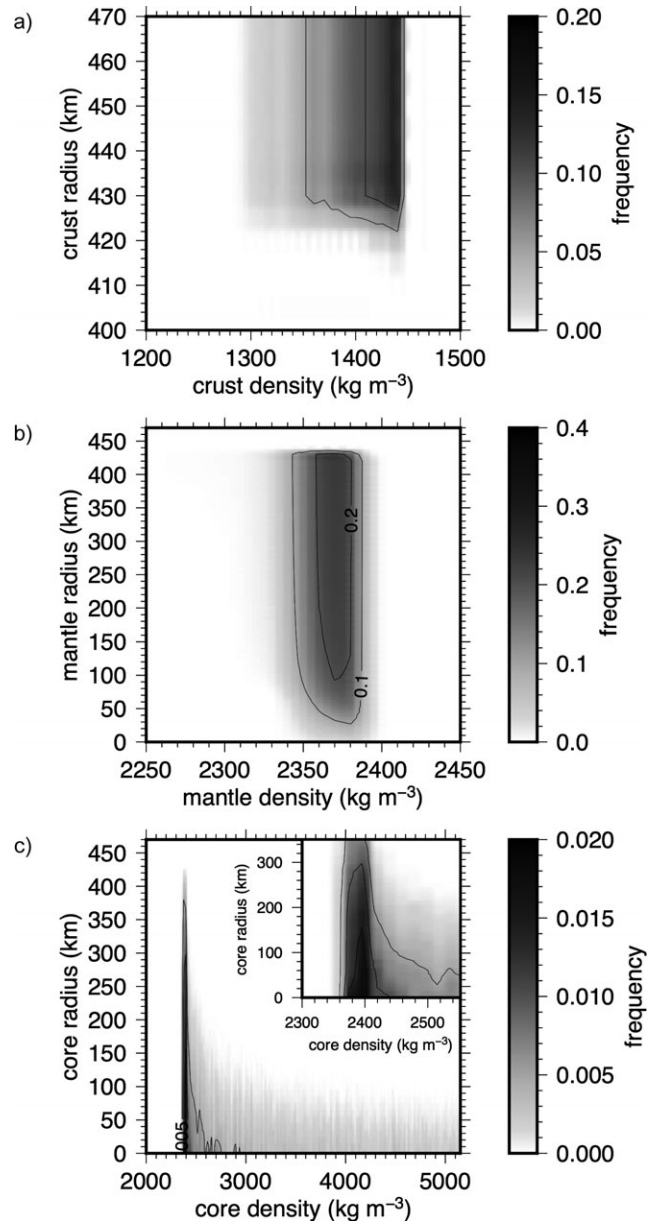 a)
470
460
450
440
430
420
410
400
crust radius (km)
1200 1300 1400 1500
crust density (kg m⁻³)
0.20
0.15
0.10
0.05
0.00
frequency
b)
450
400
350
300
250
200
150
100
50
0
mantle radius (km)
0.2
0.1
2250 2300 2350 2400 2450
mantle density (kg m⁻³)
0.4
0.3
0.2
0.1
0.0
frequency
c)
450
400
350
300
250
200
150
100
50
0
core radius (km)
005
2000 3000 4000 5000
core density (kg m⁻³)
300
200
100
0
core radius (km)
2300 2400 2500
core density (kg m⁻³)
0.020
0.015
0.010
0.005
0.000
frequency